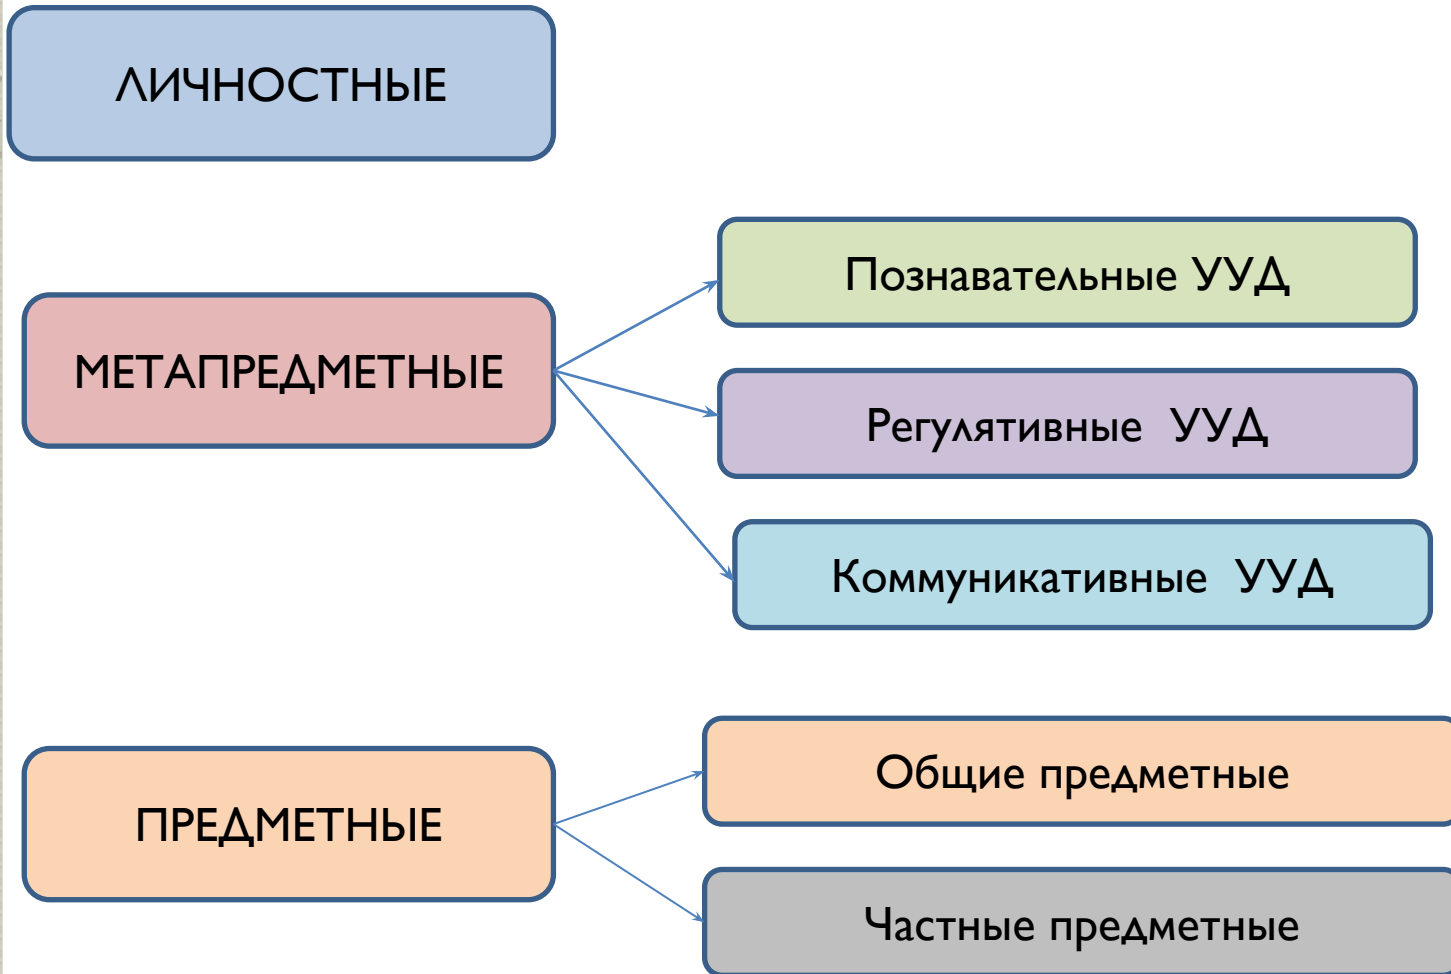 ЛИЧНОСТНЫЕ
МЕТАПРЕДМЕТНЫЕ
Познавательные УУД
Регулятивные УУД
Коммуникативные УУД
ПРЕДМЕТНЫЕ
Общие предметные
Частные предметные